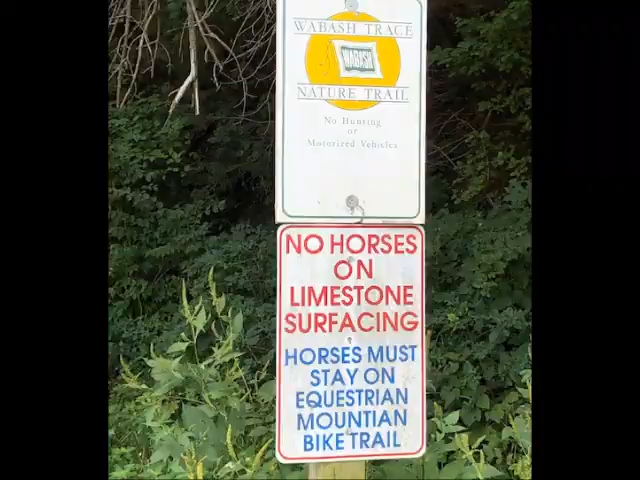 WABASH TRACE
WABASH
NATURE TRAIL
No Hunting
or
Motorized Vehicles
NO HORSES
ON
LIMESTONE
SURFACING
HORSES MUST
STAY ON
EQUESTRIAN
MOUNTIAN
BIKE TRAIL